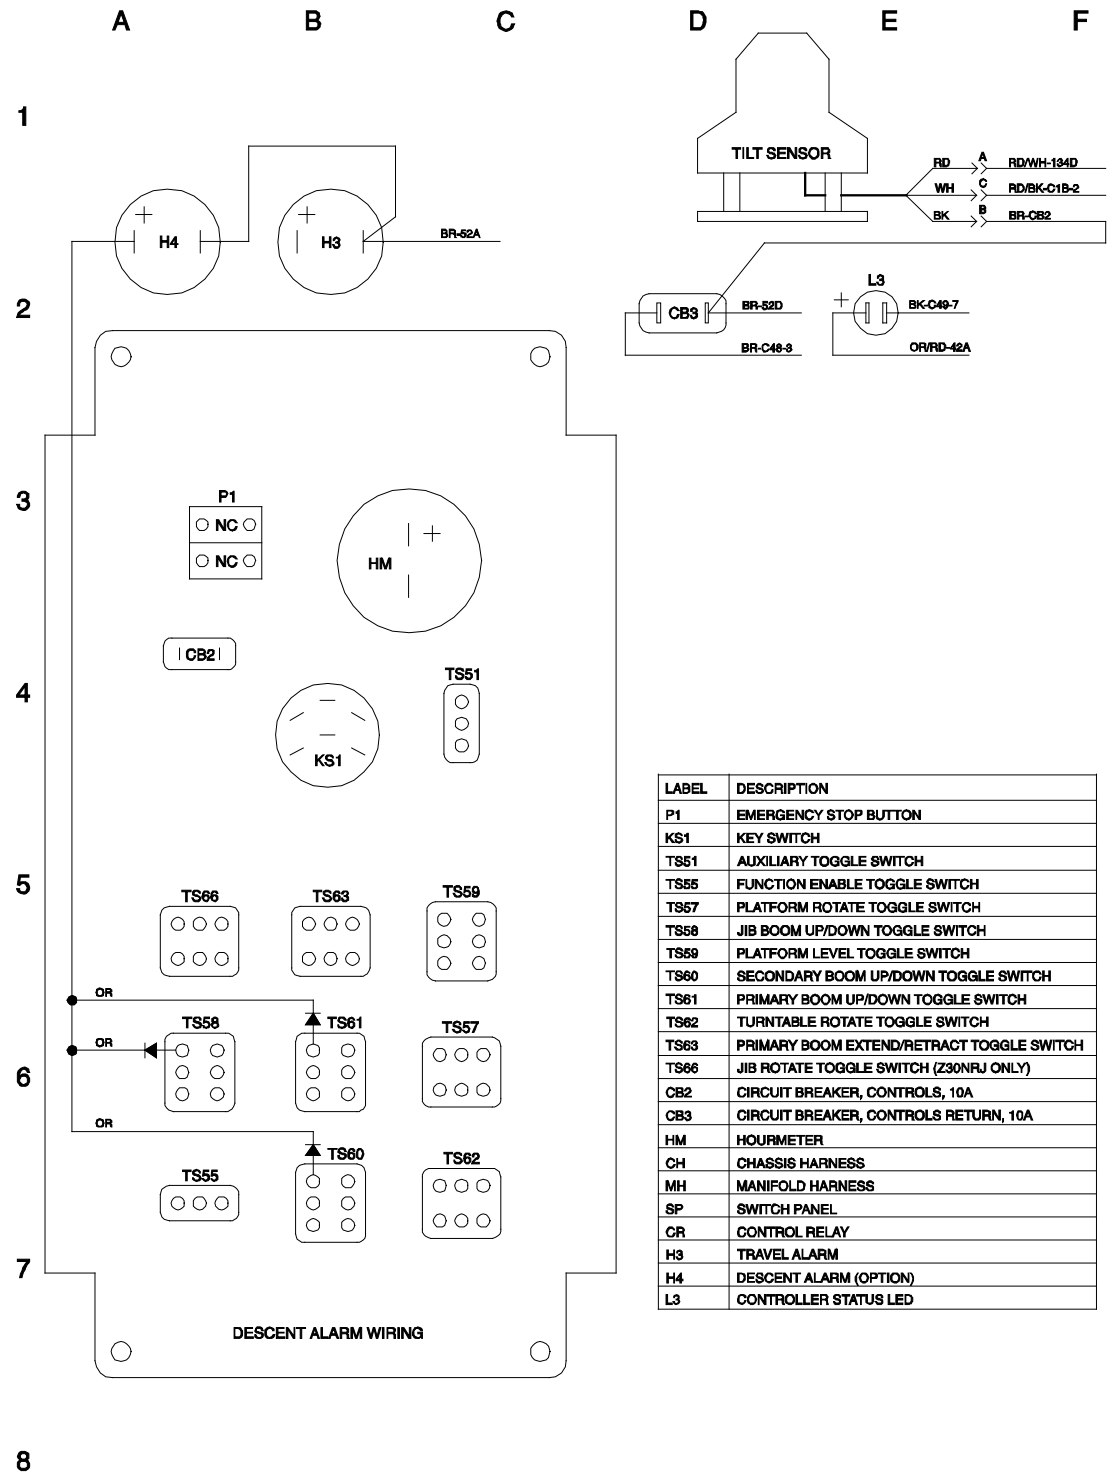 A B C D E F
1
TILT SENSOR
RD A RD/WH-134D
WH C RD/BK-C1B-2
BK B BR-CB2
+ H4
+ H3
BR-52A
2
L3
CB3
BR-52D
BR-C48-3
+
BK-C49-7
OR/RD-42A
3
P1
NC
NC
HM +
CB2
4
TS51
KS1
5
TS66 TS63 TS59
OR
TS58 TS61 TS57
OR
6
OR
TS60 TS62
TS55
7
DESCENT ALARM WIRING
8
LABEL DESCRIPTION
P1 EMERGENCY STOP BUTTON
KS1 KEY SWITCH
TS51 AUXILIARY TOGGLE SWITCH
TS55 FUNCTION ENABLE TOGGLE SWITCH
TS57 PLATFORM ROTATE TOGGLE SWITCH
TS58 JIB BOOM UP/DOWN TOGGLE SWITCH
TS59 PLATFORM LEVEL TOGGLE SWITCH
TS60 SECONDARY BOOM UP/DOWN TOGGLE SWITCH
TS61 PRIMARY BOOM UP/DOWN TOGGLE SWITCH
TS62 TURNTABLE ROTATE TOGGLE SWITCH
TS63 PRIMARY BOOM EXTEND/RETRACT TOGGLE SWITCH
TS66 JIB ROTATE TOGGLE SWITCH (Z30NRJ ONLY)
CB2 CIRCUIT BREAKER, CONTROLS, 10A
CB3 CIRCUIT BREAKER, CONTROLS RETURN, 10A
HM HOURMETER
CH CHASSIS HARNESS
MH MANIFOLD HARNESS
SP SWITCH PANEL
CR CONTROL RELAY
H3 TRAVEL ALARM
H4 DESCENT ALARM (OPTION)
L3 CONTROLLER STATUS LED